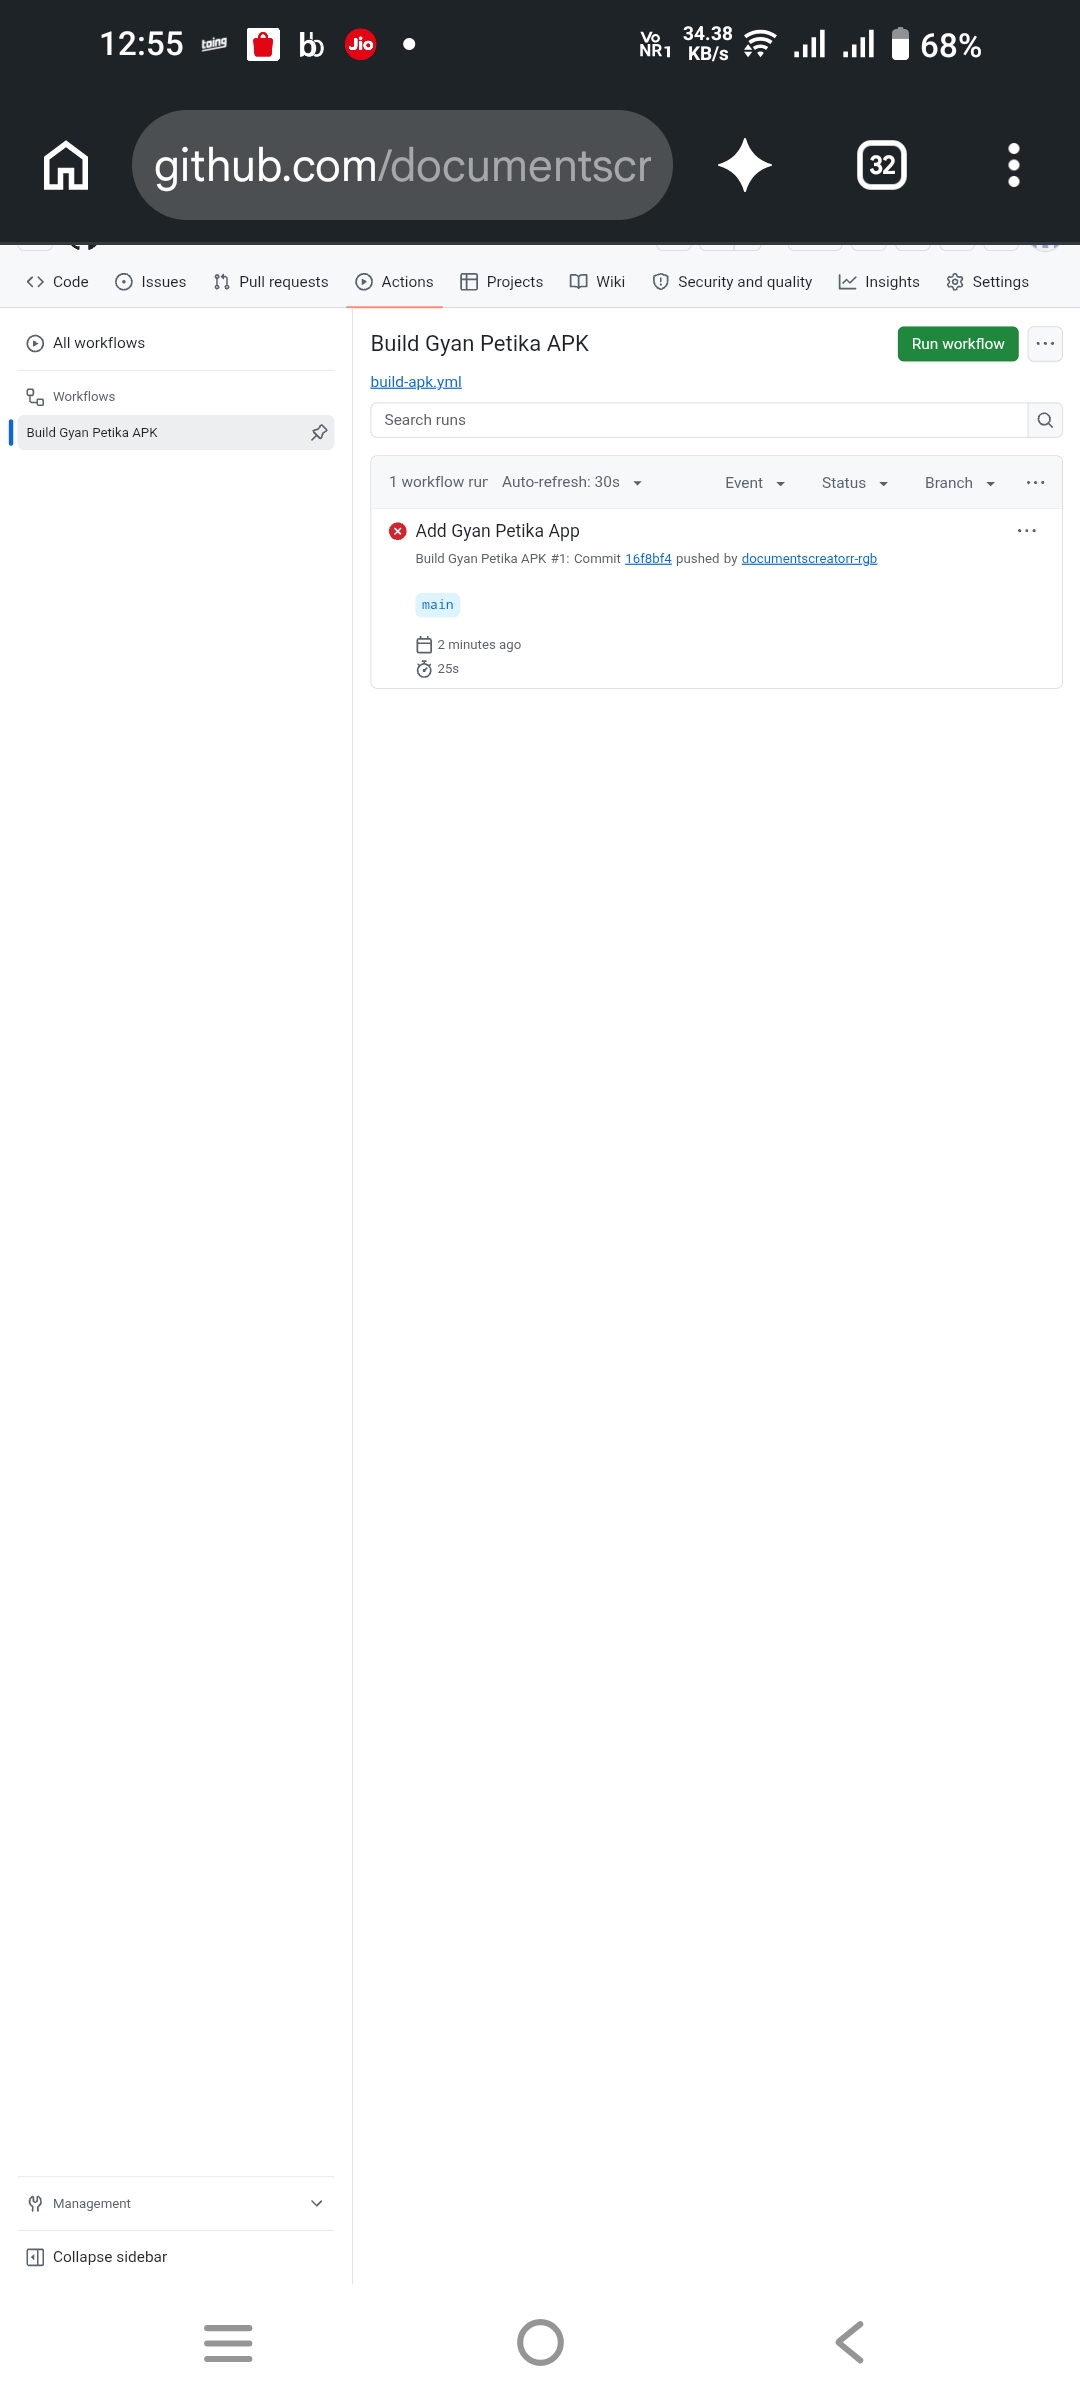 12:55
taing
bb
Jio
Vo
NR1
34.38
KB/s
68%
github.com/documentscr
32
Code
Issues
Pull requests
Actions
Projects
Wiki
Security and quality
Insights
Settings
All workflows
Workflows
Build Gyan Petika APK
Build Gyan Petika APK
Run workflow
build-apk.yml
Search runs
1 workflow rur
Auto-refresh: 30s
Event
Status
Branch
Add Gyan Petika App
Build Gyan Petika APK #1: Commit 16f8bf4 pushed by documentscreatorr-rgb
main
2 minutes ago
25s
Management
Collapse sidebar